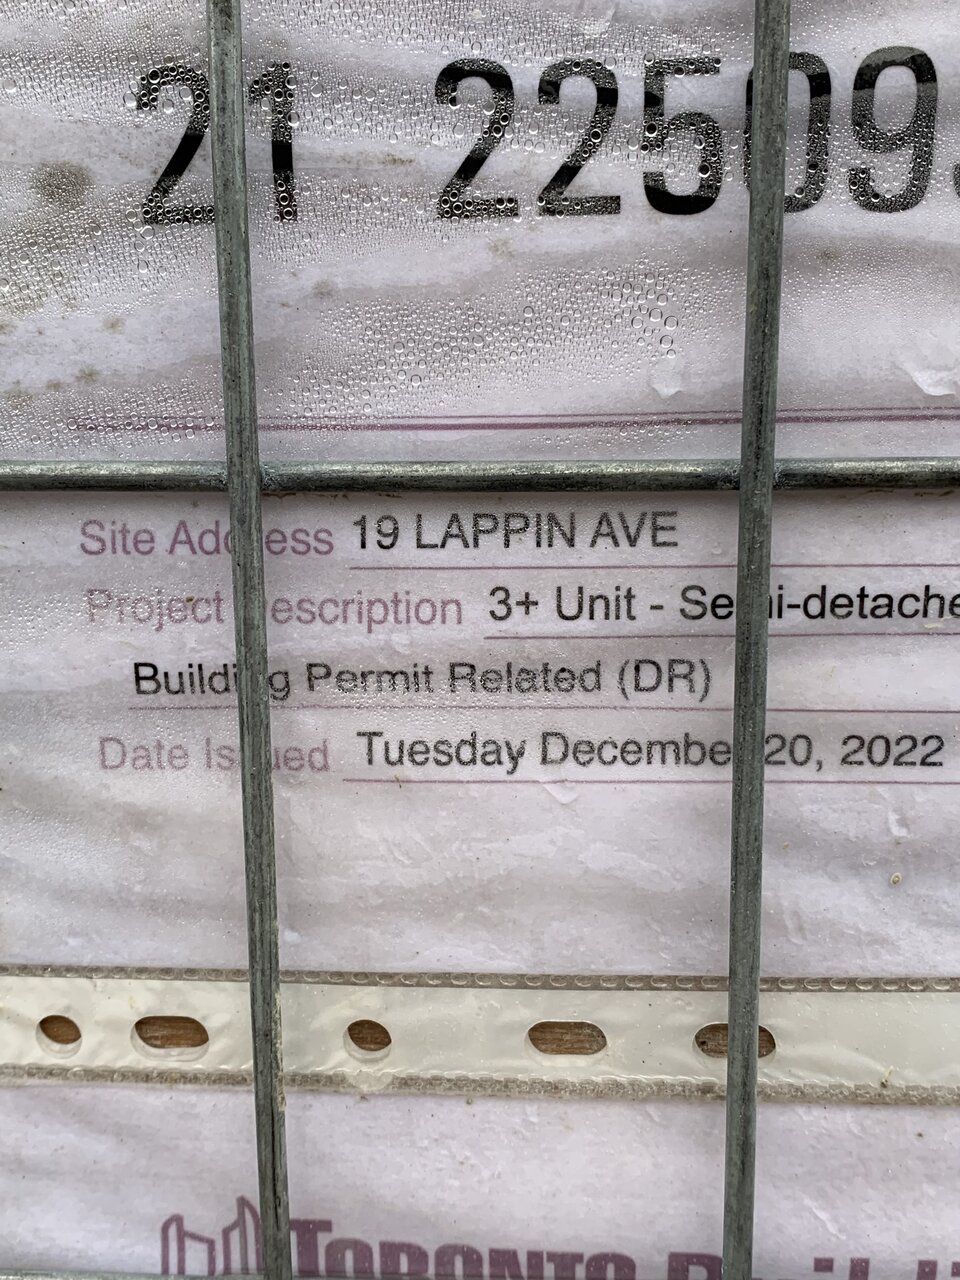 21 22509
Site Address 19 LAPPIN AVE
Project Description 3+ Unit - Semi-detache
Building Permit Related (DR)
Date Issued Tuesday December 20, 2022
TORONTO